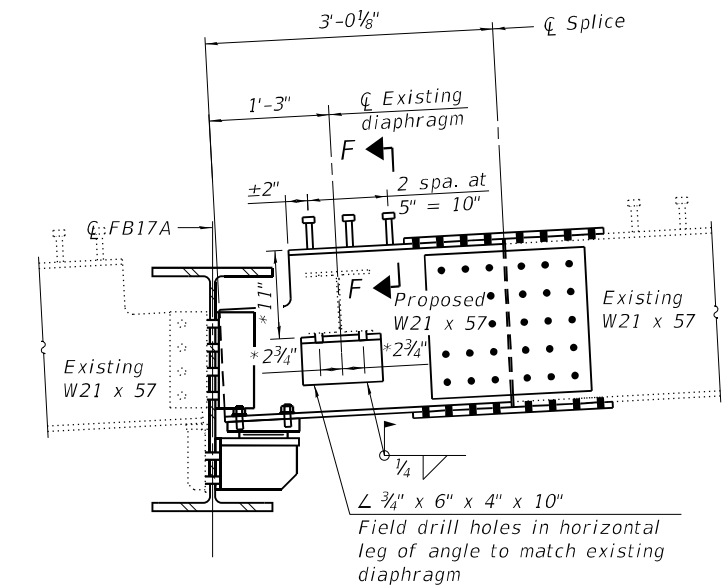 3'-0⅛"
℄ Splice
1'-3"
℄ Existing
diaphragm
F
±2"
2 spa. at
5" = 10"
℄ FB17A
*11"
F
Proposed
W21 x 57
Existing
W21 x 57
*2¾"
*2¾"
Existing
W21 x 57
¼
∠ ¾" x 6" x 4" x 10"
Field drill holes in horizontal
leg of angle to match existing
diaphragm